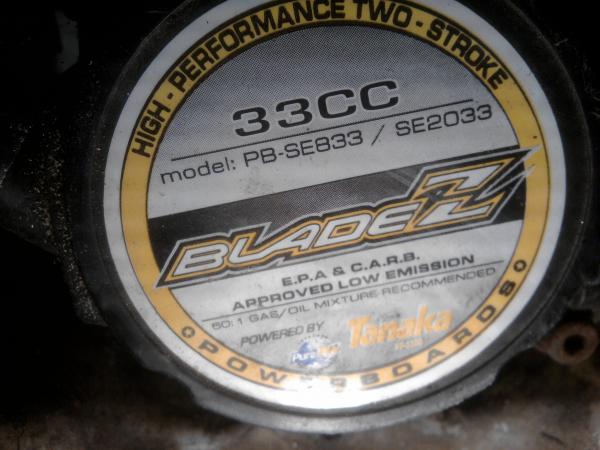 HIGH - PERFORMANCE TWO - STROKE
33CC
model: PB-SE833 / SE2033
BLADEZ
E.P.A & C.A.R.B.
APPROVED LOW EMISSION
50:1 GAS/OIL MIXTURE RECOMMENDED
POWERED BY Tanaka
POWERBOARDS